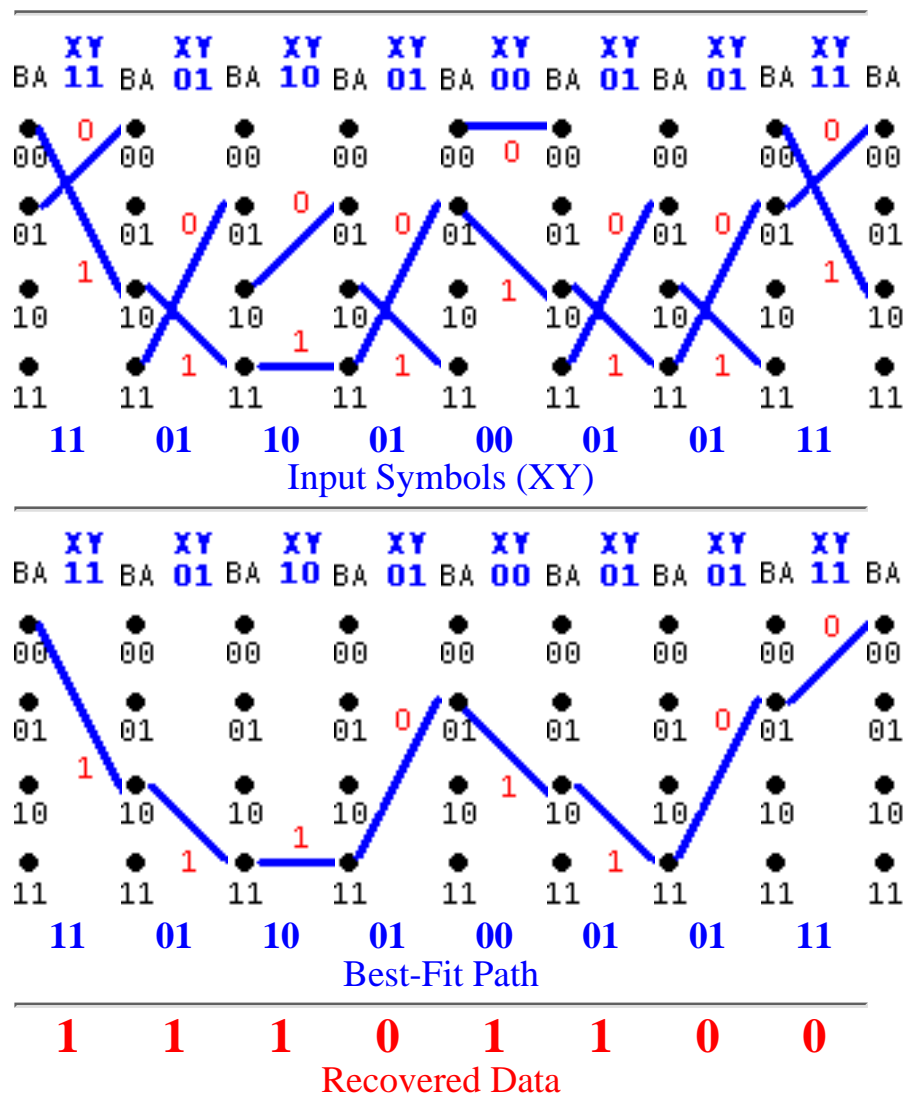 XY XY XY XY XY XY XY XY
BA 11 BA 01 BA 10 BA 01 BA 00 BA 01 BA 01 BA 11 BA
0 0
00 00 00 00 00 0 00 00 00 00
0 0 0 0 0
01 01 01 01 01 01 01 01 01
1 1 1
10 10 10 10 10 10 10 10 10
1 1 1 1 1
11 11 11 11 11 11 11 11 11
11 01 10 01 00 01 01 11
Input Symbols (XY)
XY XY XY XY XY XY XY XY
BA 11 BA 01 BA 10 BA 01 BA 00 BA 01 BA 01 BA 11 BA
0
00 00 00 00 00 00 00 00 00
0 0
01 01 01 01 01 01 01 01 01
1 1
10 10 10 10 10 10 10 10 10
1 1 1
11 11 11 11 11 11 11 11 11
11 01 10 01 00 01 01 11
Best-Fit Path
1 1 1 0 1 1 0 0
Recovered Data